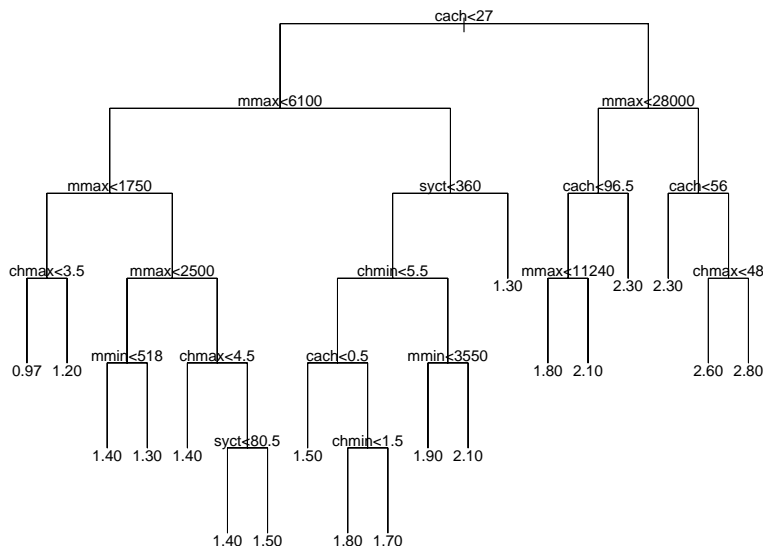 cach<27
mmax<6100
mmax<28000
mmax<1750
syct<360
cach<96.5
cach<56
chmax<3.5
mmax<2500
chmin<5.5
1.30
mmax<11240
2.30
2.30
chmax<48
0.97
1.20
mmin<518
chmax<4.5
cach<0.5
mmin<3550
1.80
2.10
2.60
2.80
1.40
1.30
1.40
syct<80.5
1.50
chmin<1.5
1.90
2.10
1.40
1.50
1.80
1.70